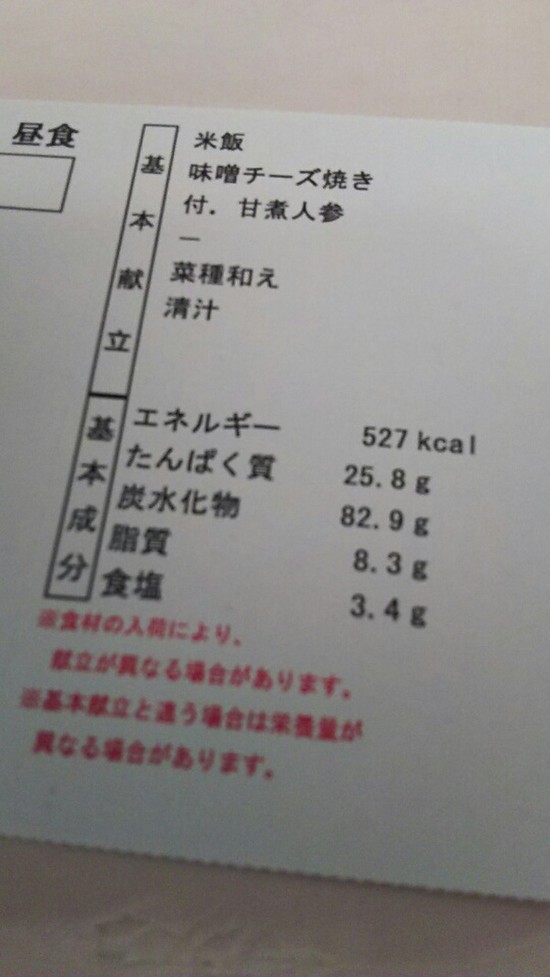 昼食
基本献立
米飯
味噌チーズ焼き
付．甘煮人参
—
菜種和え
清汁
基本成分
エネルギー 527 kcal
たんぱく質 25.8 g
炭水化物 82.9 g
脂質 8.3 g
食塩 3.4 g
※食材の入荷により、
献立が異なる場合があります。
※基本献立と違う場合は栄養量が
異なる場合があります。